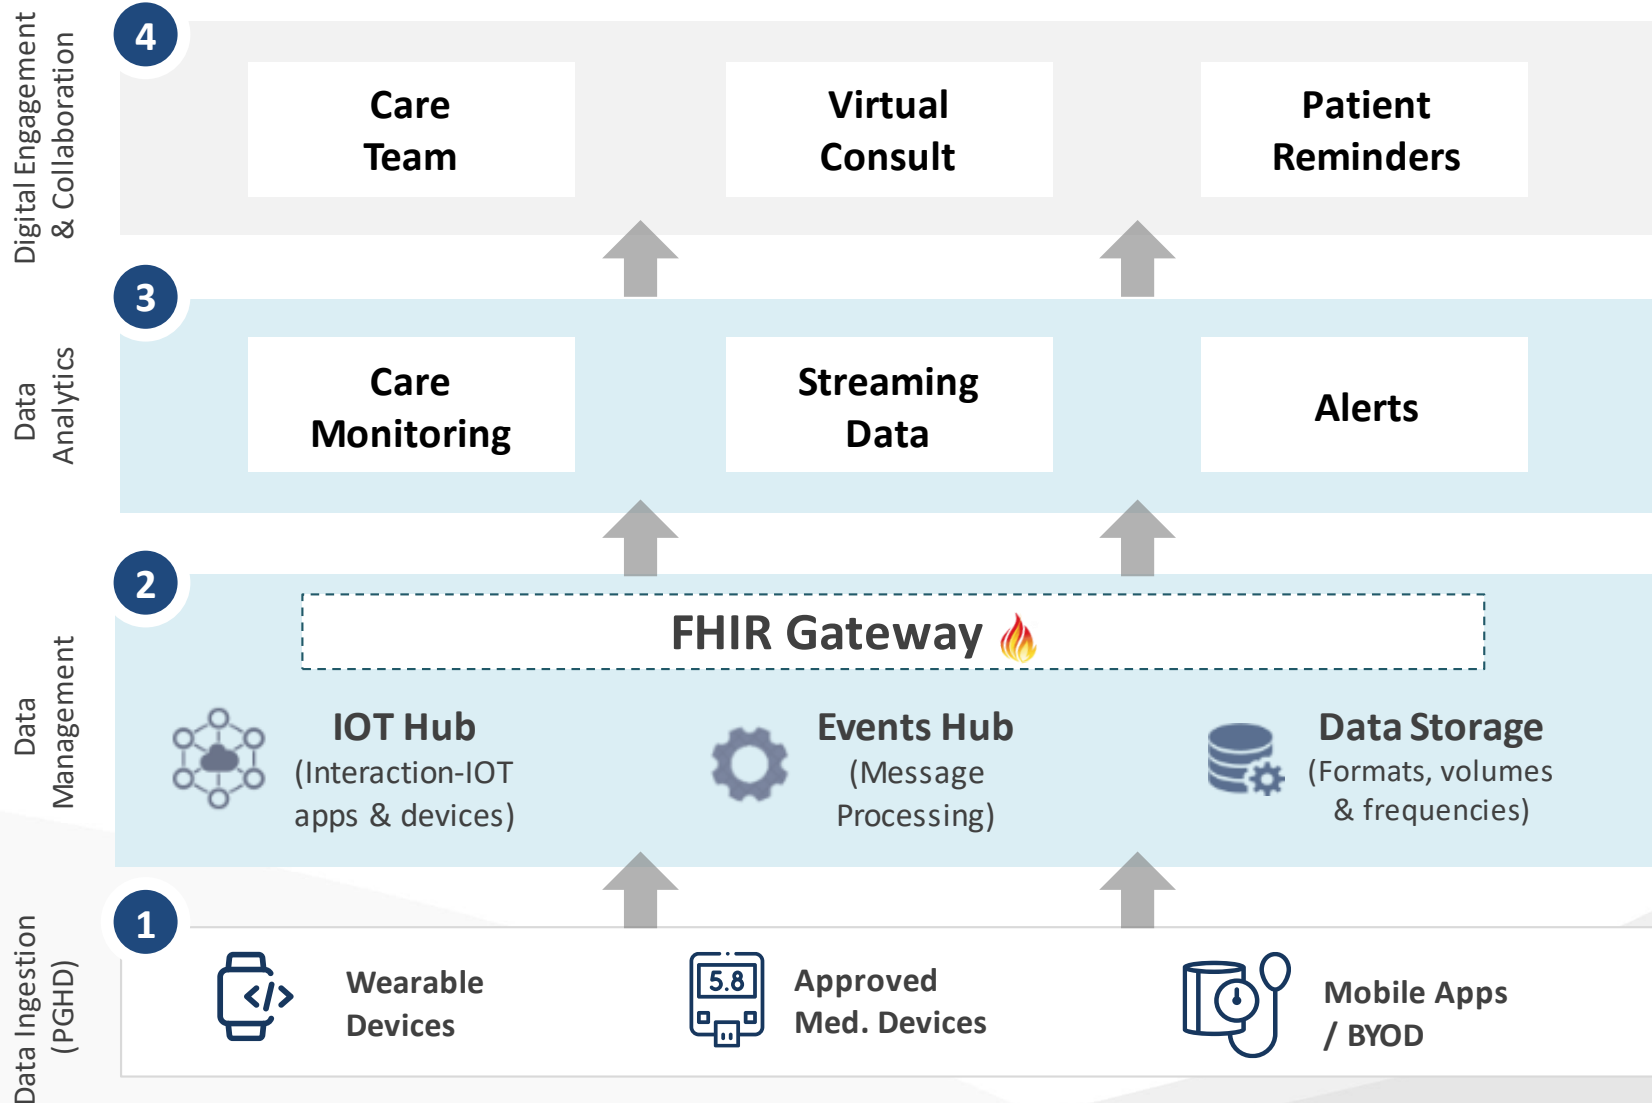 4
Digital Engagement
& Collaboration
Care
Team
Virtual
Consult
Patient
Reminders
3
Data
Analytics
Care
Monitoring
Streaming
Data
Alerts
2
Data
Management
FHIR Gateway
IOT Hub
(Interaction-IOT
apps & devices)
Events Hub
(Message
Processing)
Data Storage
(Formats, volumes
& frequencies)
1
Data Ingestion
(PGHD)
</>
Wearable
Devices
5.8
Approved
Med. Devices
Mobile Apps
/ BYOD